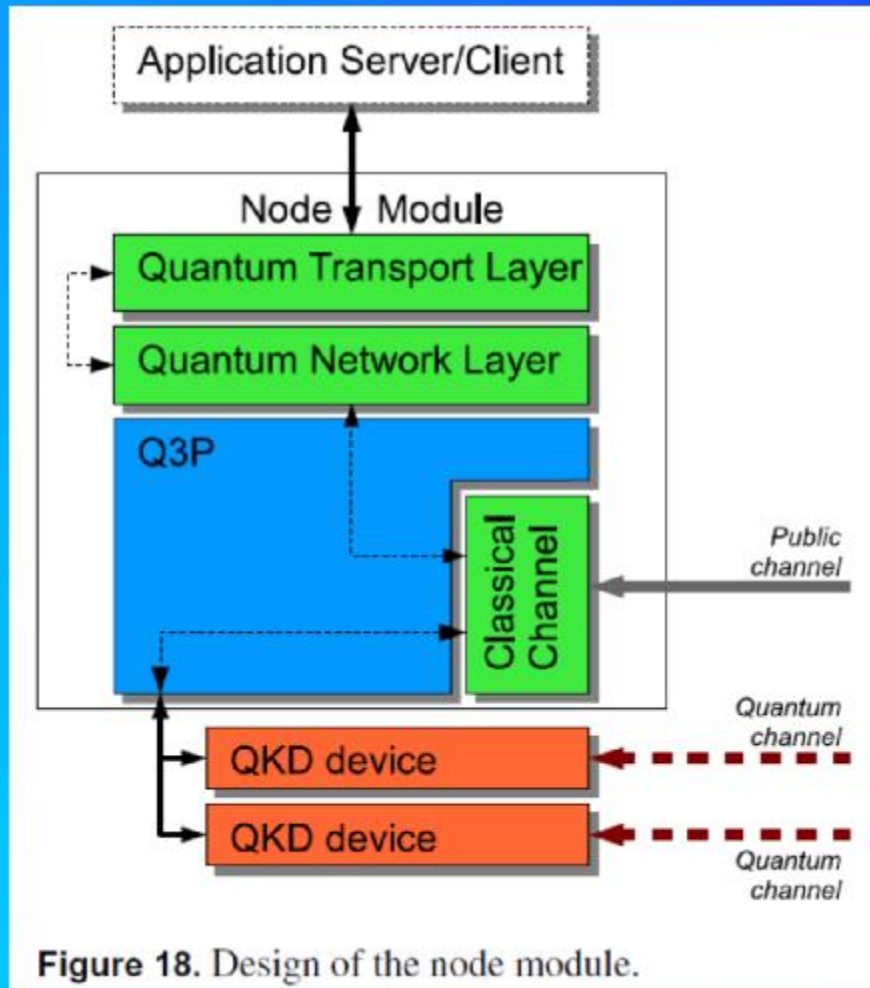 Application Server/Client
Node Module
Quantum Transport Layer
Quantum Network Layer
Q3P
Classical
Channel
Public
channel
Quantum
channel
QKD device
QKD device
Quantum
channel
Figure 18. Design of the node module.